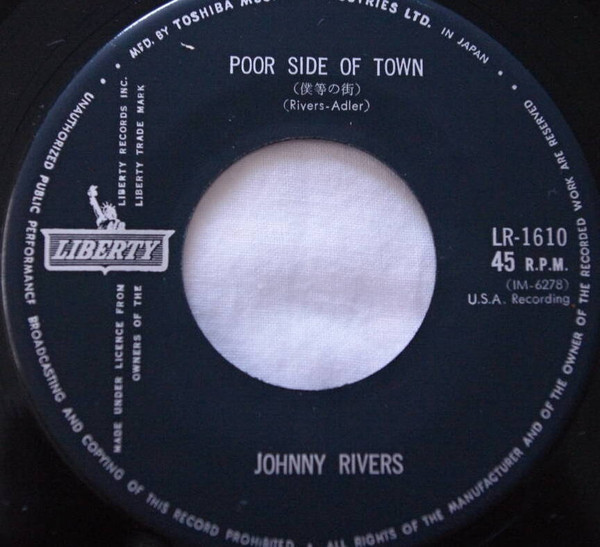 MFD. BY TOSHIBA MUS INDUSTRIES LTD. IN JAPAN
POOR SIDE OF TOWN
(僕等の街)
(Rivers-Adler)
LIBERTY RECORDS INC.
LIBERTY TRADE MARK
LIBERTY
MADE UNDER LICENCE FROM
OWNERS OF THE
LR-1610
45 R.P.M.
(IM-6278)
U.S.A. Recording
JOHNNY RIVERS
UNAUTHORIZED PUBLIC PERFORMANCE BROADCASTING AND COPYING OF THIS RECORD PROHIBITED • ALL RIGHTS OF THE MANUFACTURER AND OF THE OWNER OF THE RECORDED WORK ARE RESERVED